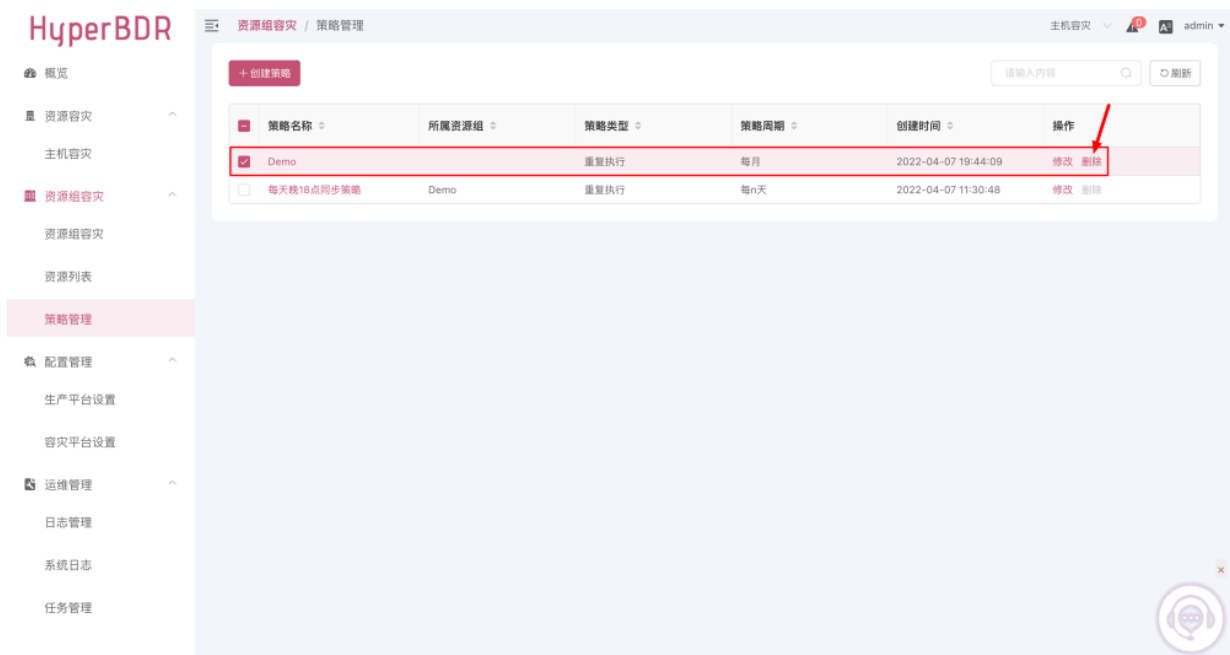 HyperBDR
资源组容灾 / 策略管理
主机容灾
0
A
admin
概览
资源容灾
主机容灾
资源组容灾
资源组容灾
资源列表
策略管理
配置管理
生产平台设置
容灾平台设置
运维管理
日志管理
系统日志
任务管理
+创建策略
请输入内容
刷新
策略名称 所属资源组 策略类型 策略周期 创建时间 操作
Demo 重复执行 每月 2022-04-07 19:44:09 修改 删除
每天晚18点同步策略 Demo 重复执行 每n天 2022-04-07 11:30:48 修改 删除